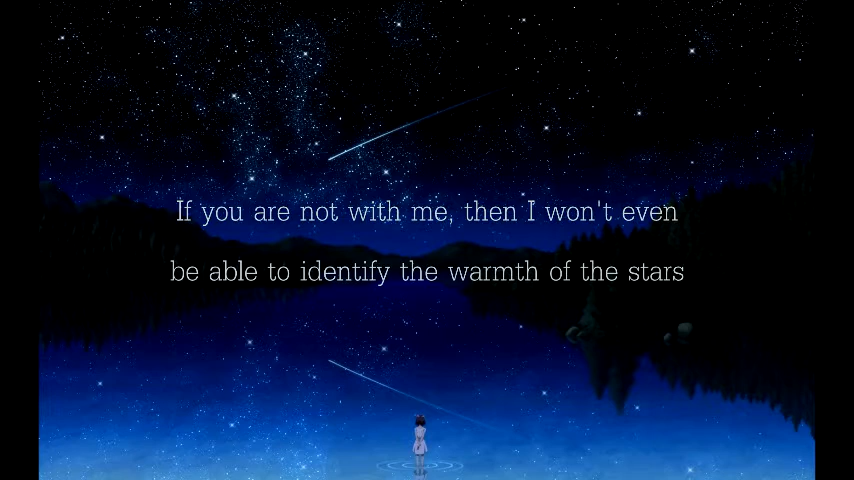 If you are not with me, then I won't even
be able to identify the warmth of the stars